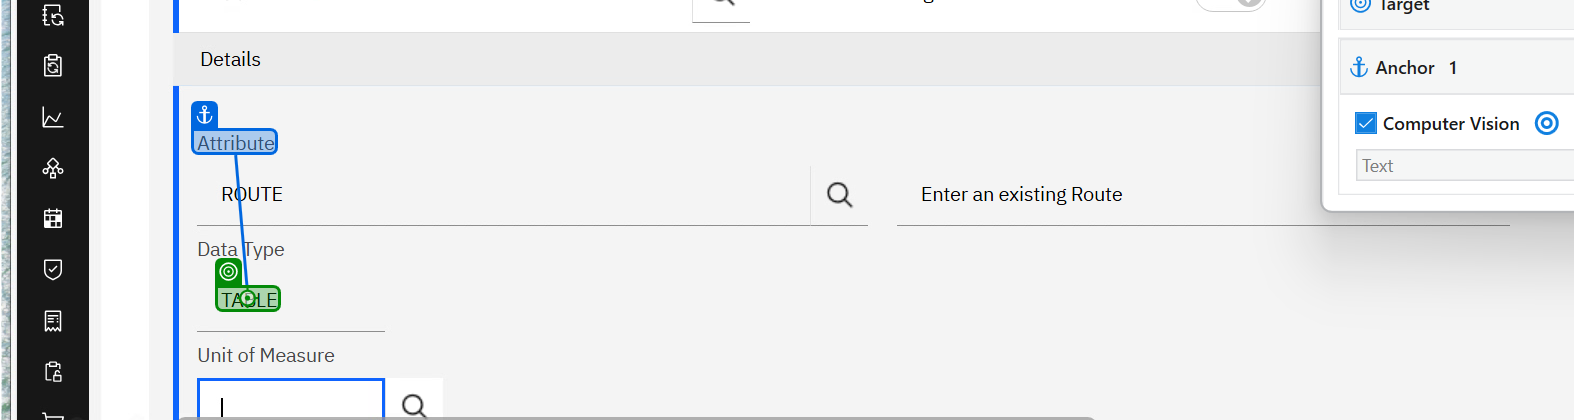 Target
Details
Anchor 1
Attribute
Computer Vision
Text
ROUTE
Enter an existing Route
Data Type
TABLE
Unit of Measure